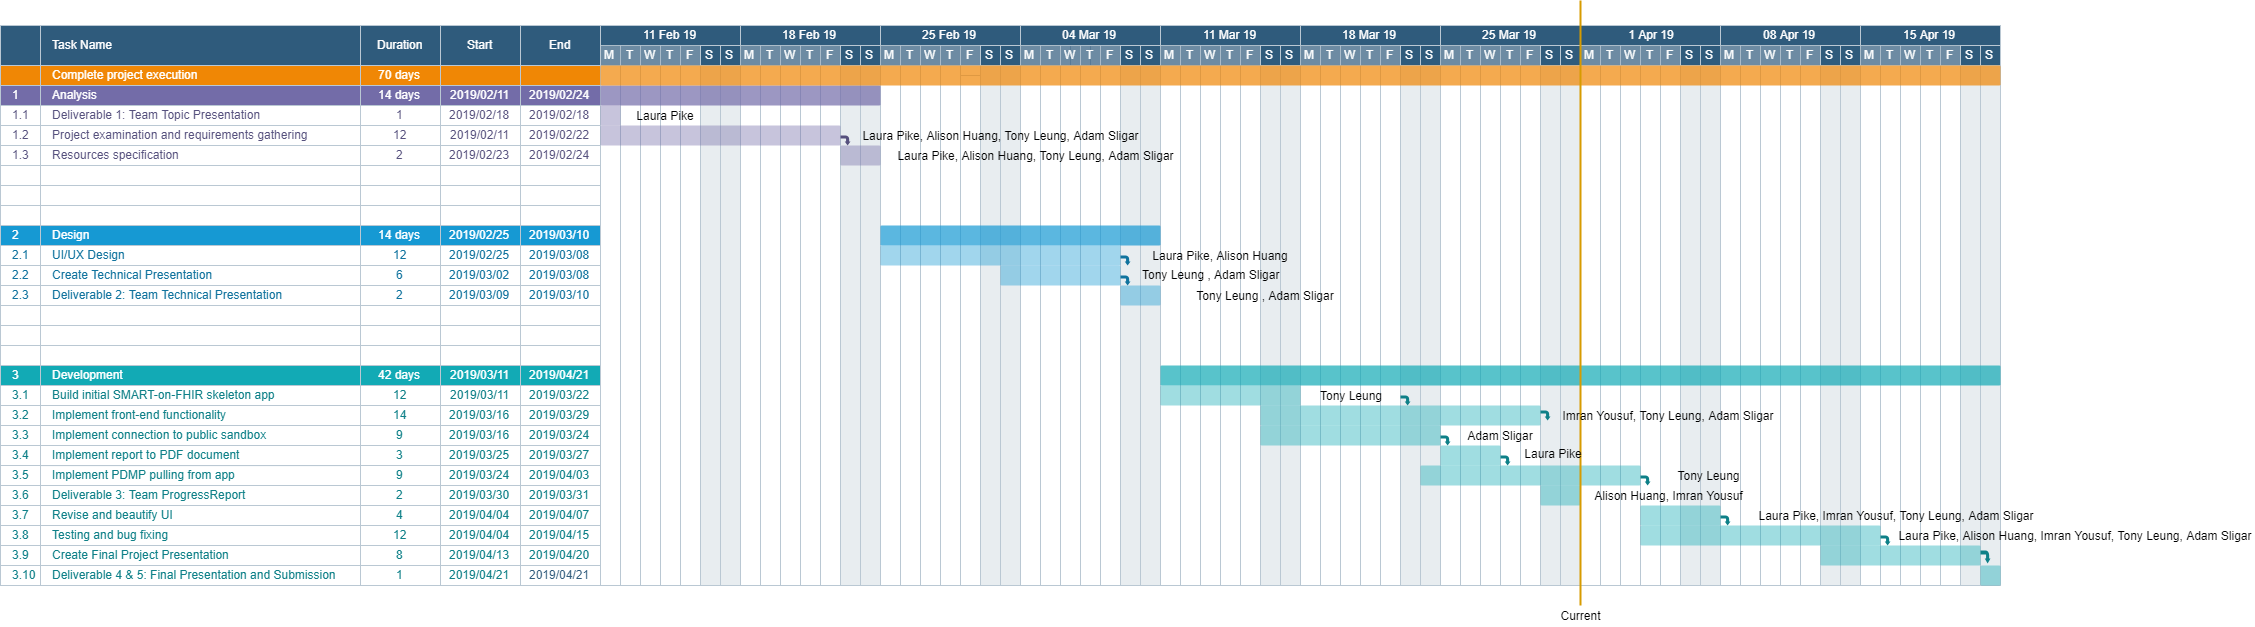 11 Feb 19 18 Feb 19 25 Feb 19 04 Mar 19 11 Mar 19 18 Mar 19 25 Mar 19 1 Apr 19 08 Apr 19 15 Apr 19
Task Name Duration Start End
M T W T F S S M T W T F S S M T W T F S S M T W T F S S M T W T F S S M T W T F S S M T W T F S S M T W T F S S M T W T F S S M T W T F S S
Complete project execution 70 days
1 Analysis 14 days 2019/02/11 2019/02/24
1.1 Deliverable 1: Team Topic Presentation 1 2019/02/18 2019/02/18 Laura Pike
1.2 Project examination and requirements gathering 12 2019/02/11 2019/02/22 Laura Pike, Alison Huang, Tony Leung, Adam Sligar
1.3 Resources specification 2 2019/02/23 2019/02/24 Laura Pike, Alison Huang, Tony Leung, Adam Sligar
2 Design 14 days 2019/02/25 2019/03/10
2.1 UI/UX Design 12 2019/02/25 2019/03/08 Laura Pike, Alison Huang
2.2 Create Technical Presentation 6 2019/03/02 2019/03/08 Tony Leung , Adam Sligar
2.3 Deliverable 2: Team Technical Presentation 2 2019/03/09 2019/03/10 Tony Leung , Adam Sligar
3 Development 42 days 2019/03/11 2019/04/21
3.1 Build initial SMART-on-FHIR skeleton app 12 2019/03/11 2019/03/22 Tony Leung
3.2 Implement front-end functionality 14 2019/03/16 2019/03/29 Imran Yousuf, Tony Leung, Adam Sligar
3.3 Implement connection to public sandbox 9 2019/03/16 2019/03/24 Adam Sligar
3.4 Implement report to PDF document 3 2019/03/25 2019/03/27 Laura Pike
3.5 Implement PDMP pulling from app 9 2019/03/24 2019/04/03 Tony Leung
3.6 Deliverable 3: Team ProgressReport 2 2019/03/30 2019/03/31 Alison Huang, Imran Yousuf
3.7 Revise and beautify UI 4 2019/04/04 2019/04/07 Laura Pike, Imran Yousuf, Tony Leung, Adam Sligar
3.8 Testing and bug fixing 12 2019/04/04 2019/04/15 Laura Pike, Alison Huang, Imran Yousuf, Tony Leung, Adam Sligar
3.9 Create Final Project Presentation 8 2019/04/13 2019/04/20
3.10 Deliverable 4 & 5: Final Presentation and Submission 1 2019/04/21 2019/04/21
Current